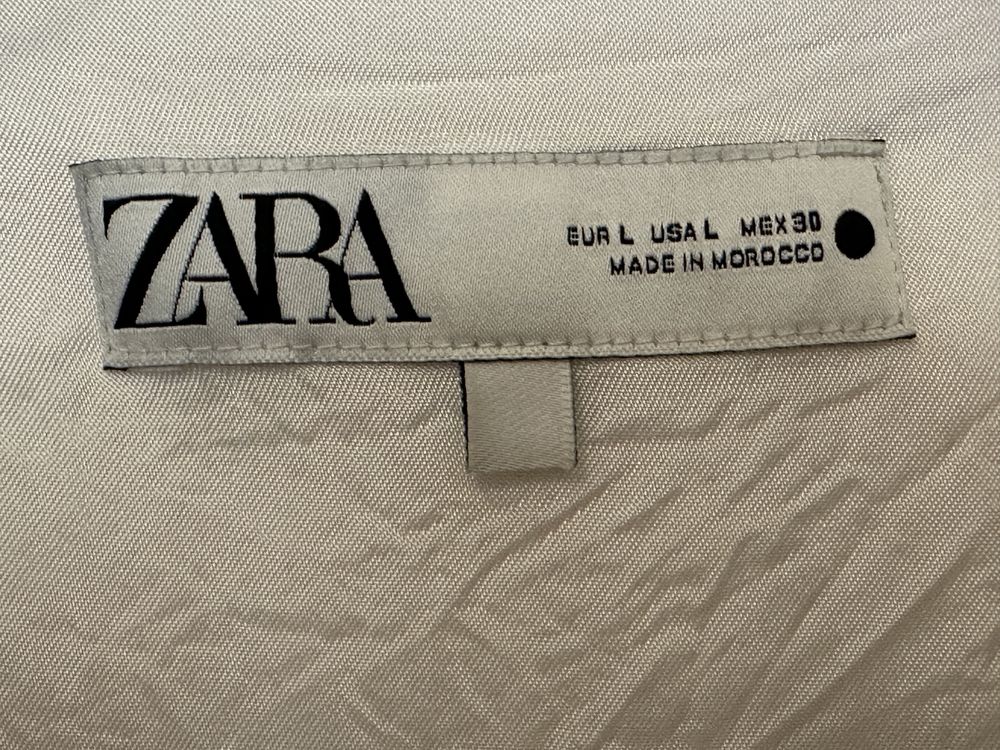 ZARA
EUR L USA L MEX 30
MADE IN MOROCCO